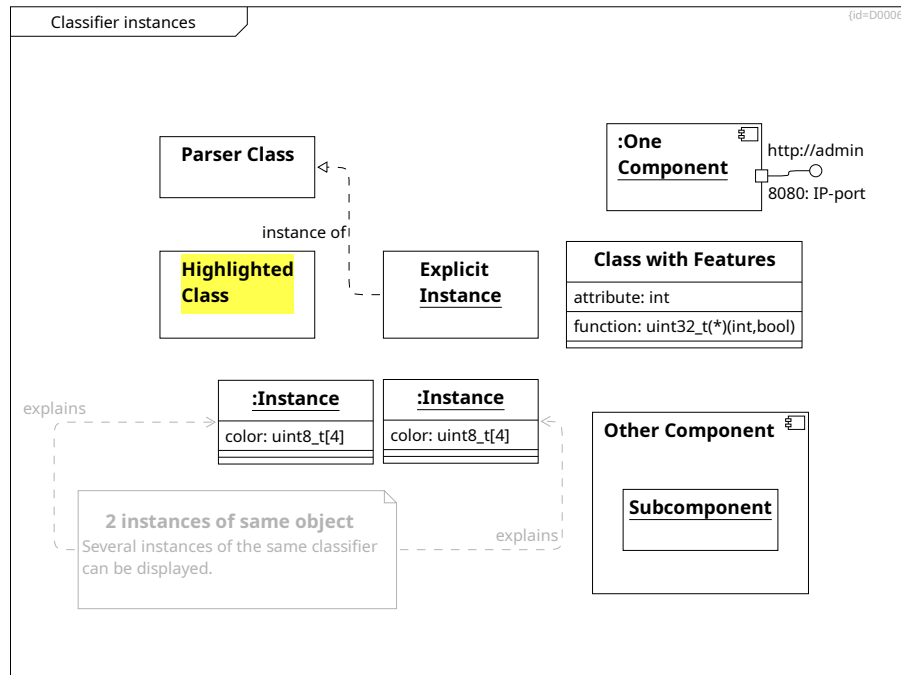 Classifier instances
{id=D0006
Parser Class
:One
Component
http://admin
8080: IP-port
instance of
Highlighted
Class
Explicit
Instance
Class with Features
attribute: int
function: uint32_t(*)(int,bool)
:Instance
color: uint8_t[4]
:Instance
color: uint8_t[4]
explains
Other Component
Subcomponent
2 instances of same object
Several instances of the same classifier
can be displayed.
explains